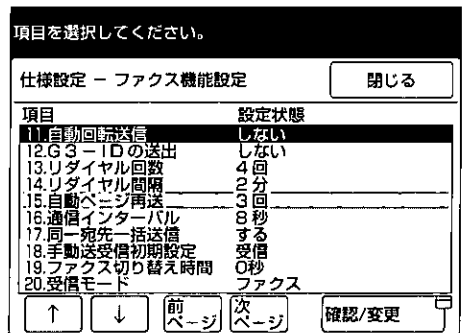 項目を選択してください。
仕様設定 － ファクス機能設定 閉じる
項目 設定状態
11.自動回転送信 しない
12.G3－IDの送出 しない
13.リダイヤル回数 4回
14.リダイヤル間隔 2分
15.自動ページ再送 3回
16.通信インターバル 8秒
17.同一宛先一括送信 する
18.手動送受信初期設定 受信
19.ファクス切り替え時間 0秒
20.受信モード ファクス
↑ ↓ 前ページ 次ページ 確認/変更